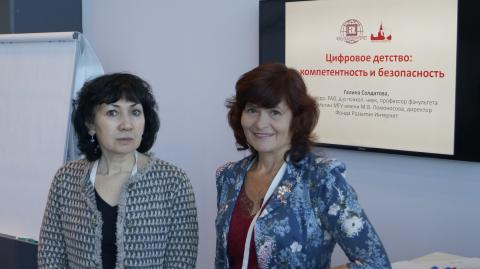 Цифровое детство:
компетентность и безопасность
Галина Солдатова,
РАО, д.психол. наук, профессор факультета
МГУ имени М.В. Ломоносова, директор
Фонда Развития Интернет